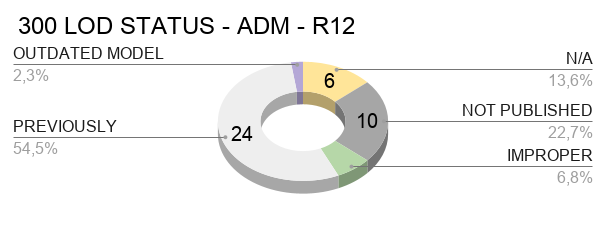 300 LOD STATUS - ADM - R12
OUTDATED MODEL
2,3%
N/A
13,6%
6
NOT PUBLISHED
22,7%
10
PREVIOUSLY
54,5%
24
IMPROPER
6,8%